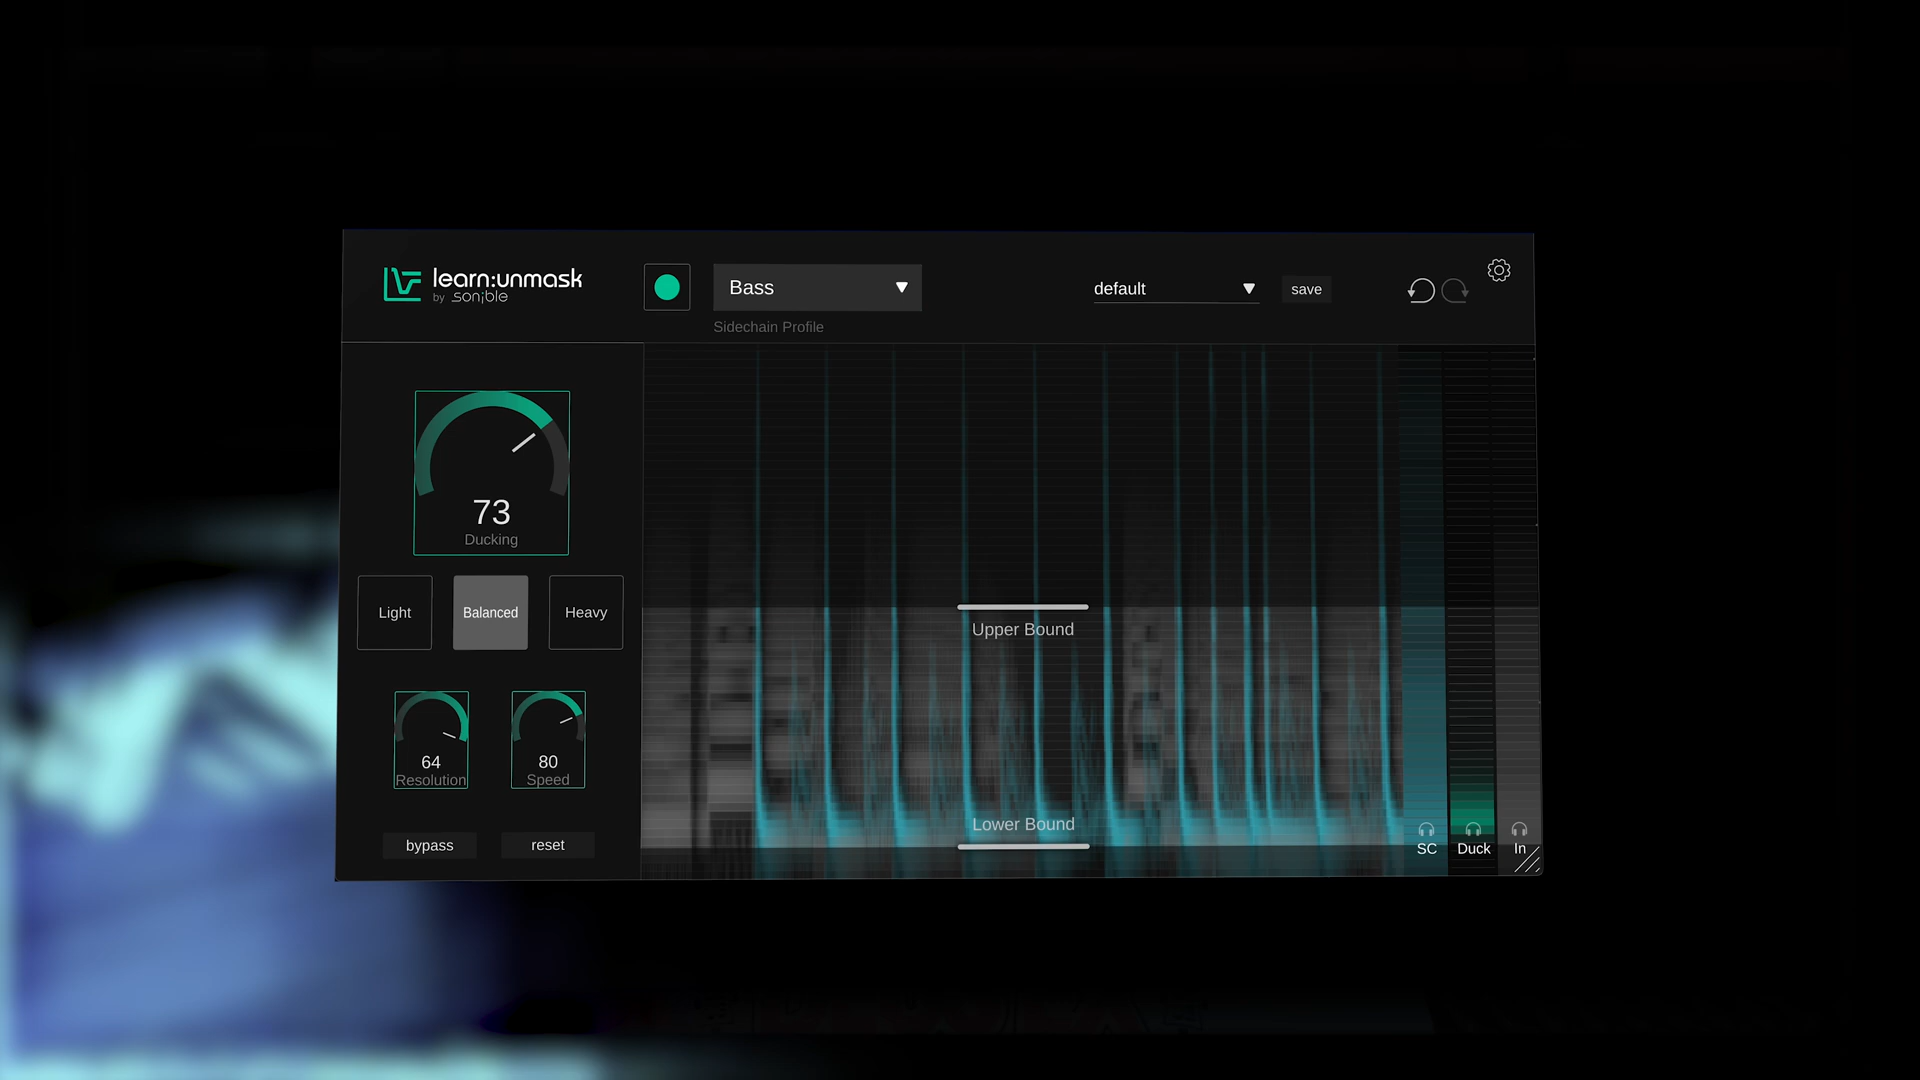 learn:unmask
by sonible
Bass
Sidechain Profile
default
save
73
Ducking
Light
Balanced
Heavy
64
Resolution
80
Speed
bypass
reset
Upper Bound
Lower Bound
SC
Duck
In